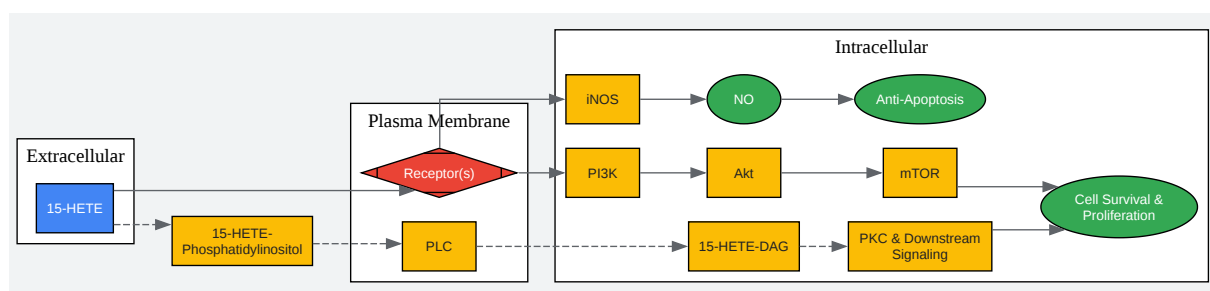 Extracellular
15-HETE
15-HETE-
Phosphatidylinositol
Plasma Membrane
Receptor(s)
PLC
Intracellular
iNOS
NO
Anti-Apoptosis
PI3K
Akt
mTOR
Cell Survival &
Proliferation
15-HETE-DAG
PKC & Downstream
Signaling